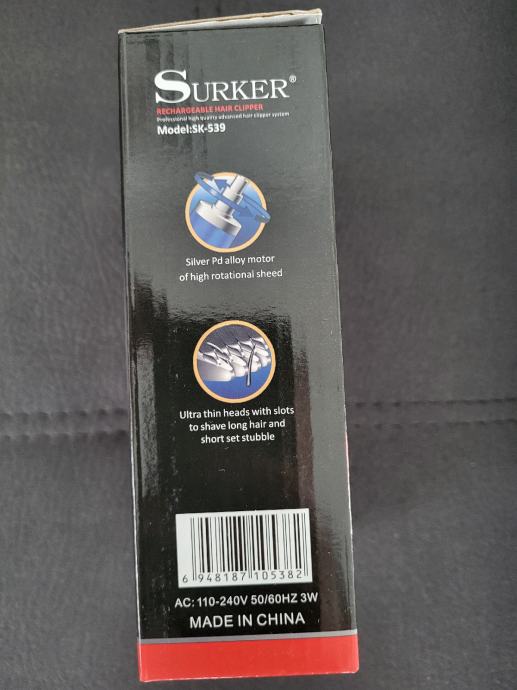 SURKER®
RECHARGEABLE HAIR CLIPPER
Professional high quality advanced hair clipper system
Model:SK-539
Silver Pd alloy motor
of high rotational sheed
Ultra thin heads with slots
to shave long hair and
short set stubble
6 948187 105382
AC: 110-240V 50/60HZ 3W
MADE IN CHINA